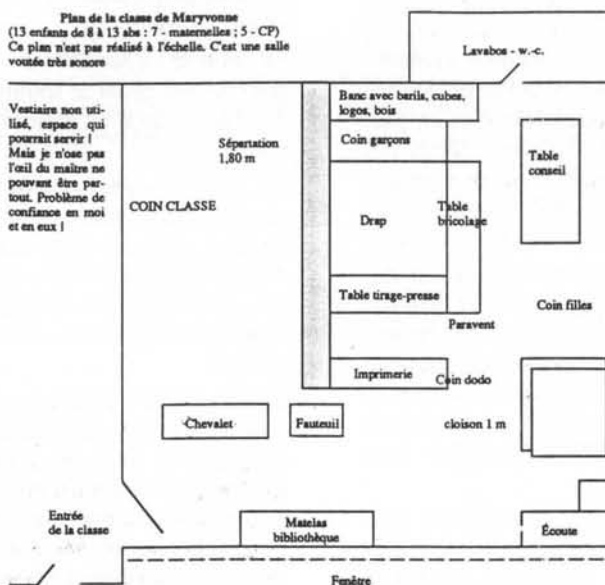 Plan de la classe de Maryvonne
(13 enfants de 8 à 13 abs : 7 - maternelles ; 5 - CP)
Ce plan n'est pas réalisé à l'échelle. C'est une salle
voutée très sonore
Lavabos - w.-c.
Vestiaire non uti-
lisé, espace qui
pourrait servir !
Mais je n'ose pas
l'œil du maître ne
pouvant être par-
tout. Problème de
confiance en moi
et en eux !
Sépartation
1,80 m
COIN CLASSE
Banc avec barils, cubes,
logos, bois
Coin garçons
Drap
Table
bricolage
Table tirage-presse
Table
conseil
Coin filles
Paravent
Imprimerie
Coin dodo
cloison 1 m
Chevalet
Fauteuil
Entrée
de la classe
Matelas
bibliothèque
Écoute
Fenêtre